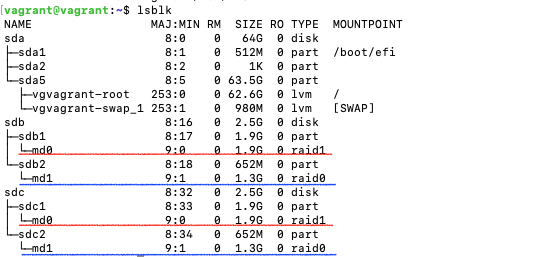 [vagrant@vagrant:~$ lsblk
NAME                 MAJ:MIN RM  SIZE RO TYPE  MOUNTPOINT
sda                    8:0    0   64G  0 disk
├─sda1                 8:1    0  512M  0 part  /boot/efi
├─sda2                 8:2    0    1K  0 part
└─sda5                 8:5    0 63.5G  0 part
  ├─vgvagrant-root   253:0    0 62.6G  0 lvm   /
  └─vgvagrant-swap_1 253:1    0  980M  0 lvm   [SWAP]
sdb                    8:16   0  2.5G  0 disk
├─sdb1                 8:17   0  1.9G  0 part
│ └─md0                9:0    0  1.9G  0 raid1
└─sdb2                 8:18   0  652M  0 part
  └─md1                9:1    0  1.3G  0 raid0
sdc                    8:32   0  2.5G  0 disk
├─sdc1                 8:33   0  1.9G  0 part
│ └─md0                9:0    0  1.9G  0 raid1
└─sdc2                 8:34   0  652M  0 part
  └─md1                9:1    0  1.3G  0 raid0